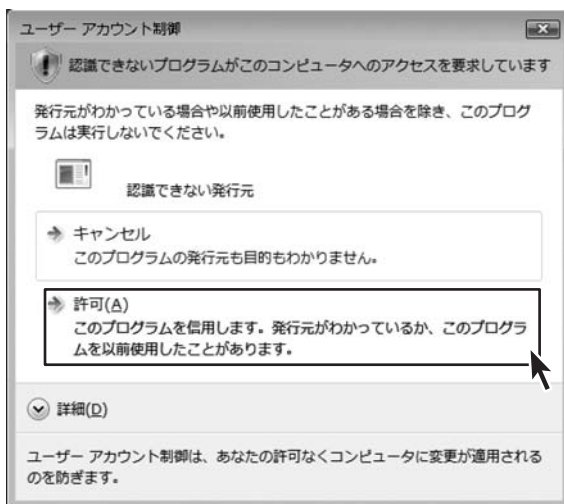 ユーザー アカウント制御
認識できないプログラムがこのコンピュータへのアクセスを要求しています
発行元がわかっている場合や以前使用したことがある場合を除き、このプログ
ラムは実行しないでください。
認識できない発行元
キャンセル
このプログラムの発行元も目的もわかりません。
許可(A)
このプログラムを信用します。発行元がわかっているか、このプログラ
ムを以前使用したことがあります。
詳細(D)
ユーザー アカウント制御は、あなたの許可なくコンピュータに変更が適用される
のを防ぎます。